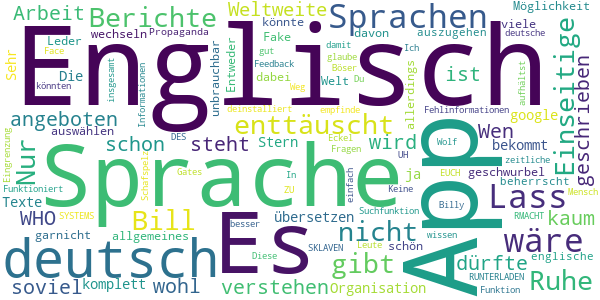 Arbeit
Berichte
Weltweite
Sprachen
Möglichkeit
wechseln
Propaganda
könnte
Fake
davon
auszugehen
viele
Leder
gut
Feedback
damit
Ich
deutsche
Sehr
Die
Face
Entweder
dabei
Welt
Du
glaube
Englisch
könnten
insgesamt
Informationen
Weg
Böser
empfinde
unbrauchbar
deinstalliert
allerdings
ist
aufhältst
Einseitige
geschrieben
angeboten
auswählen
DES
enttäuscht
Fehlinformationen
google
Nur
schon
steht
Stern
Eckel
Fragen
wird
Wen
bekommt
Eingrenzung
Sprache
App
Wolf
geschwurbel
zeitliche
Texte
Schafspelz
In
UH
ja
EUCH
Billy
beherrscht
Mensch
Funktioniert
Gates
ZU
einfach
Keine
Suchfunktion
WHO
SYSTEMS
Bill
übersetzen
schön
Lass
kaum
garnicht
allgemeines
Es
besser
nicht
wissen
RMACHT
englische
deutsch
Diese
SKLAVEN
Leute
wäre
soviel
komplett
wohl
gibt
Organisation
dürfte
RUNTERLADEN
Funktion
Ruhe
verstehen